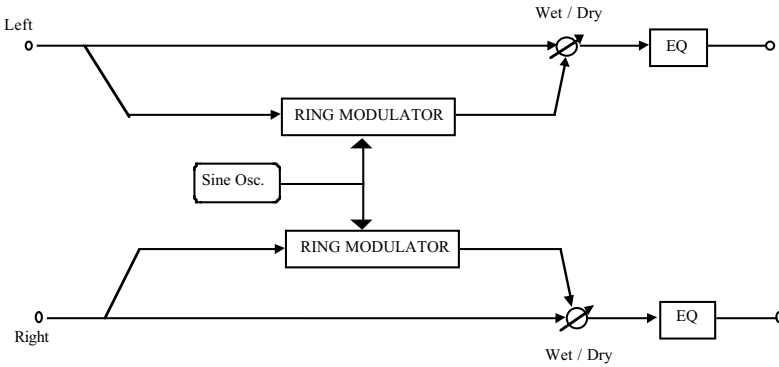 Wet / Dry
Left
EQ
RING MODULATOR
Sine Osc.
RING MODULATOR
EQ
Right
Wet / Dry